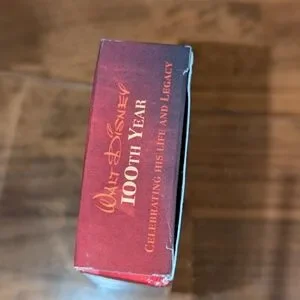 Walt Disney
100TH YEAR
CELEBRATING HIS LIFE AND LEGACY